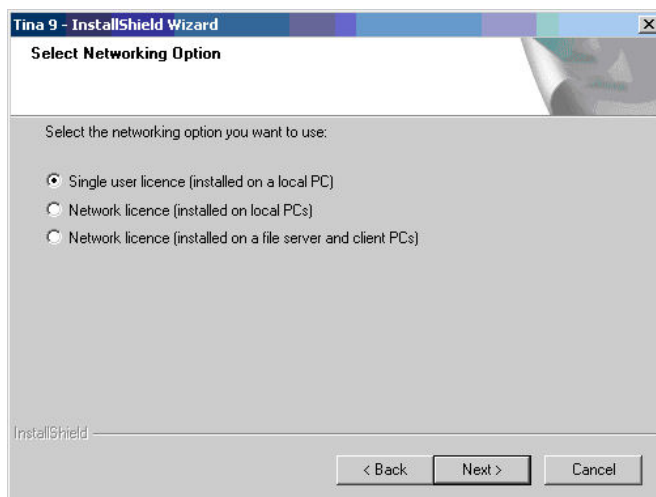 Tina 9 - InstallShield Wizard
Select Networking Option
Select the networking option you want to use:
Single user licence (installed on a local PC)
Network licence (installed on local PCs)
Network licence (installed on a file server and client PCs)
InstallShield
< Back Next > Cancel